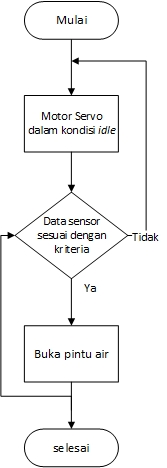 Mulai
Motor Servo
dalam kondisi idle
Data sensor
sesuai dengan
kriteria
Tidak
Ya
Buka pintu air
selesai